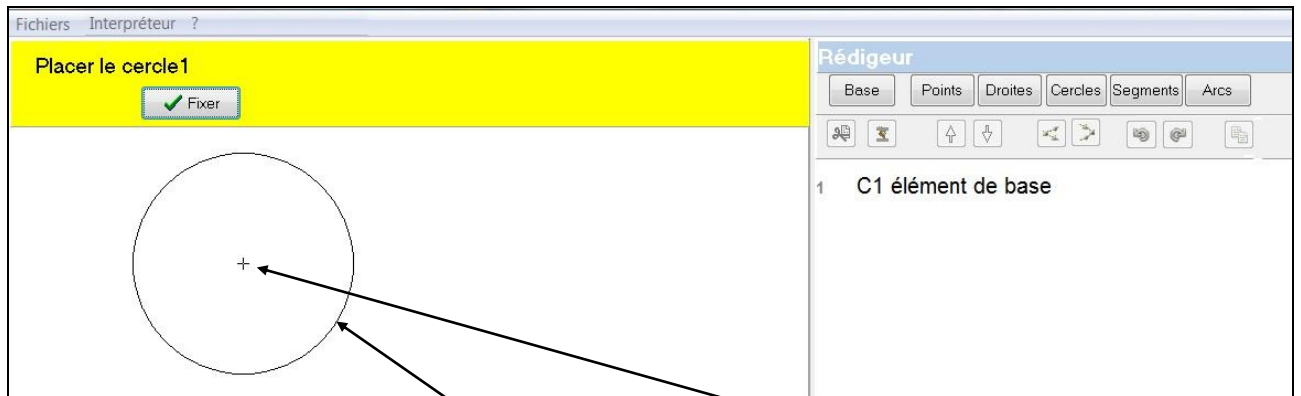 Fichiers Interpréteur ?
Placer le cercle1
Fixer
Rédigeur
Base Points Droites Cercles Segments Arcs
1 C1 élément de base